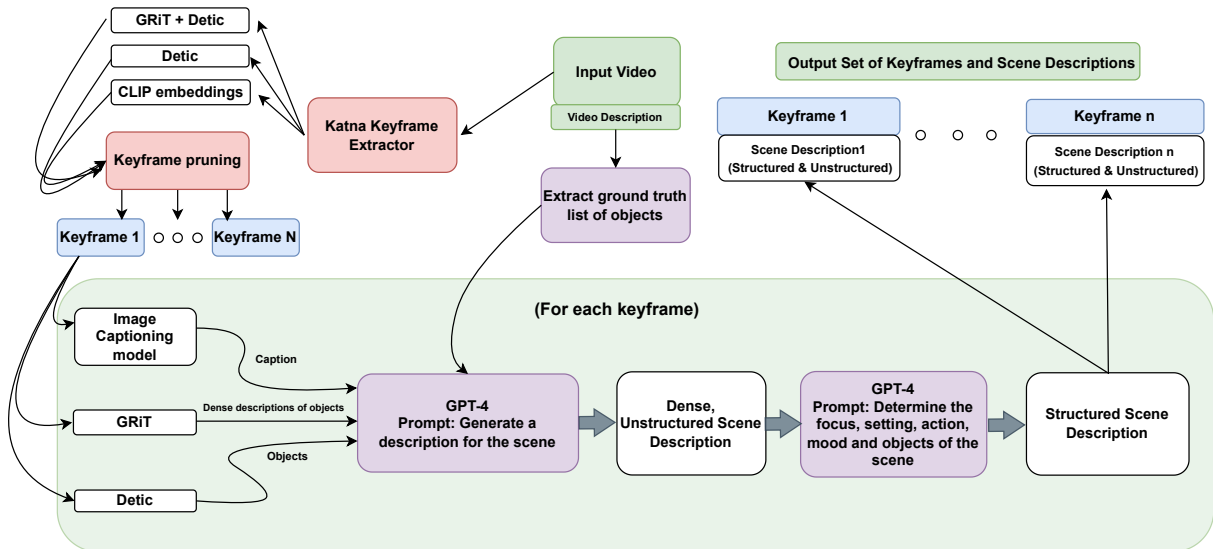 GRiT + Detic
Detic
CLIP embeddings
Keyframe pruning
Keyframe 1
Keyframe N
Katna Keyframe
Extractor
Input Video
Video Description
Extract ground truth
list of objects
Output Set of Keyframes and Scene Descriptions
Keyframe 1
Scene Description1
(Structured & Unstructured)
Keyframe n
Scene Description n
(Structured & Unstructured)
(For each keyframe)
Image
Captioning
model
Caption
GRiT
Dense descriptions of objects
Objects
Detic
GPT-4
Prompt: Generate a
description for the scene
Dense,
Unstructured Scene
Description
GPT-4
Prompt: Determine the
focus, setting, action,
mood and objects of the
scene
Structured Scene
Description